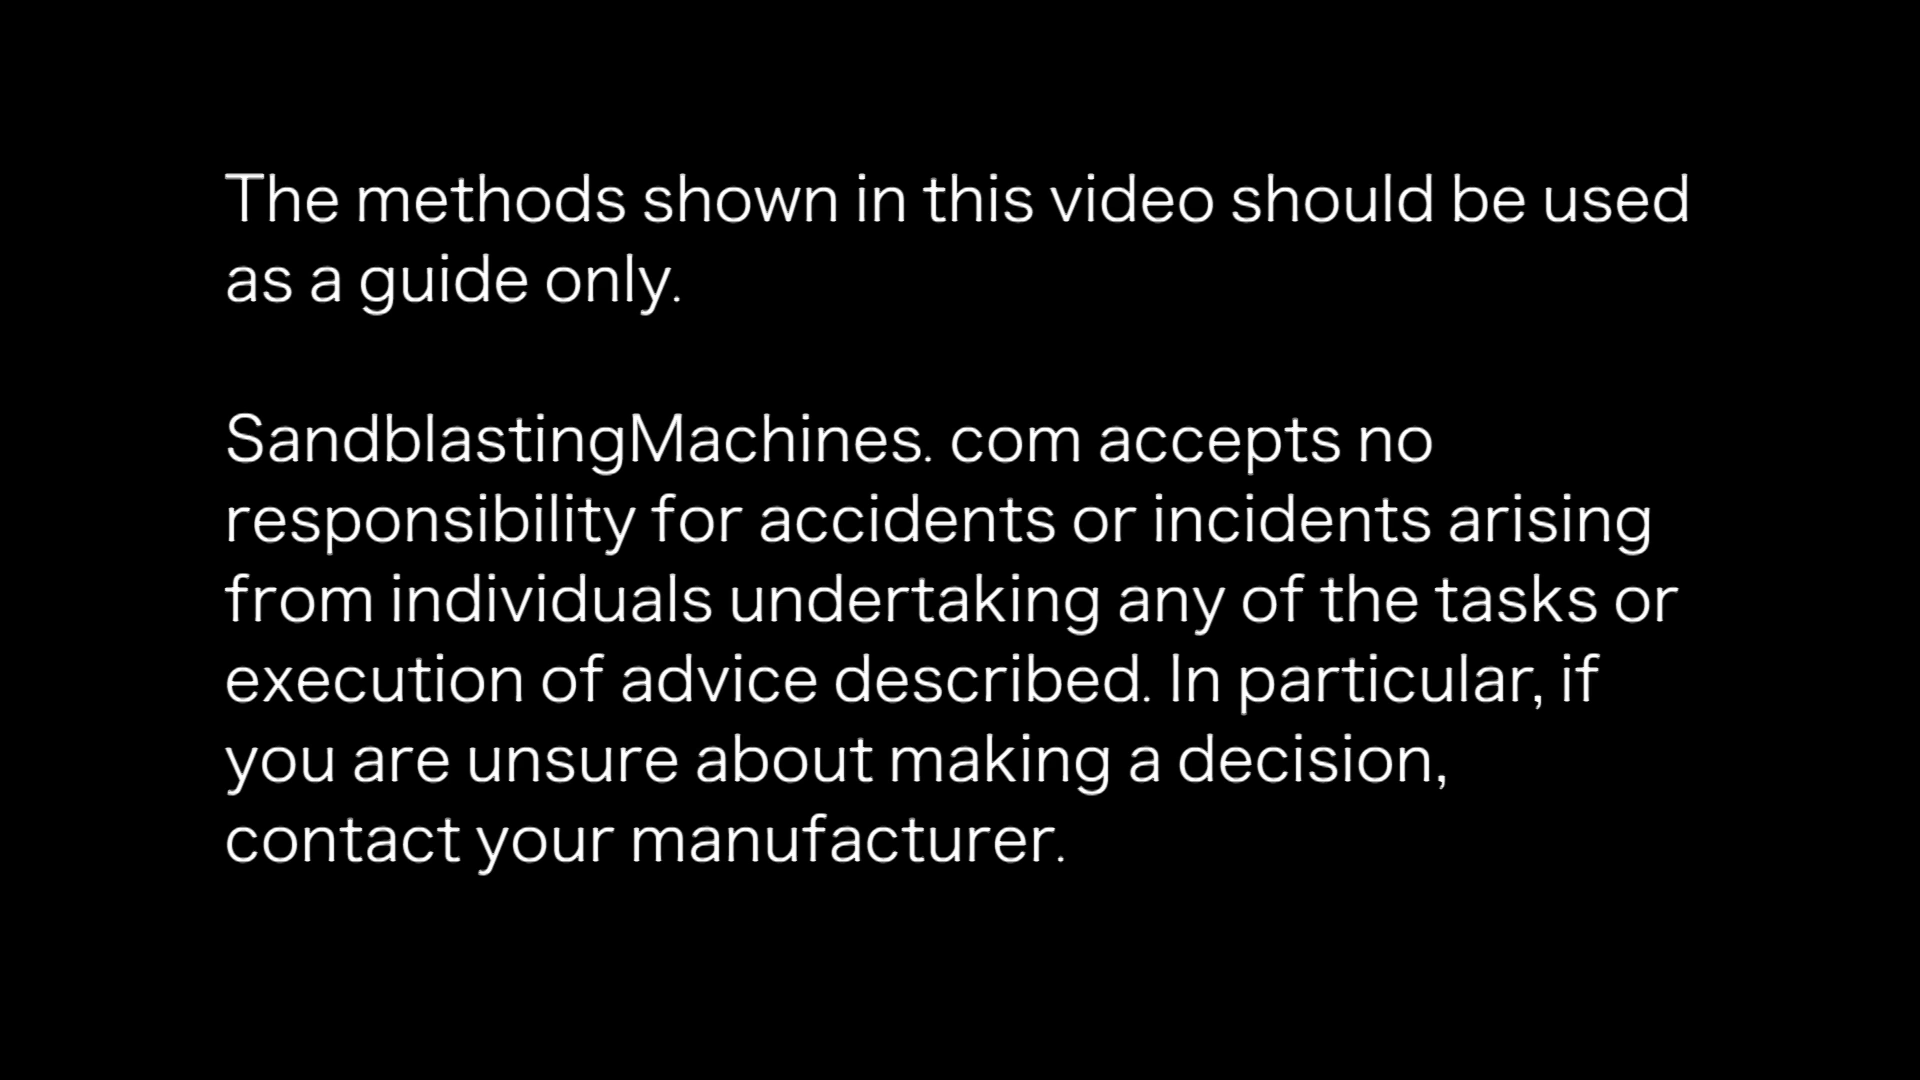 The methods shown in this video should be used
as a guide only.
SandblastingMachines. com accepts no
responsibility for accidents or incidents arising
from individuals undertaking any of the tasks or
execution of advice described. In particular, if
you are unsure about making a decision,
contact your manufacturer.